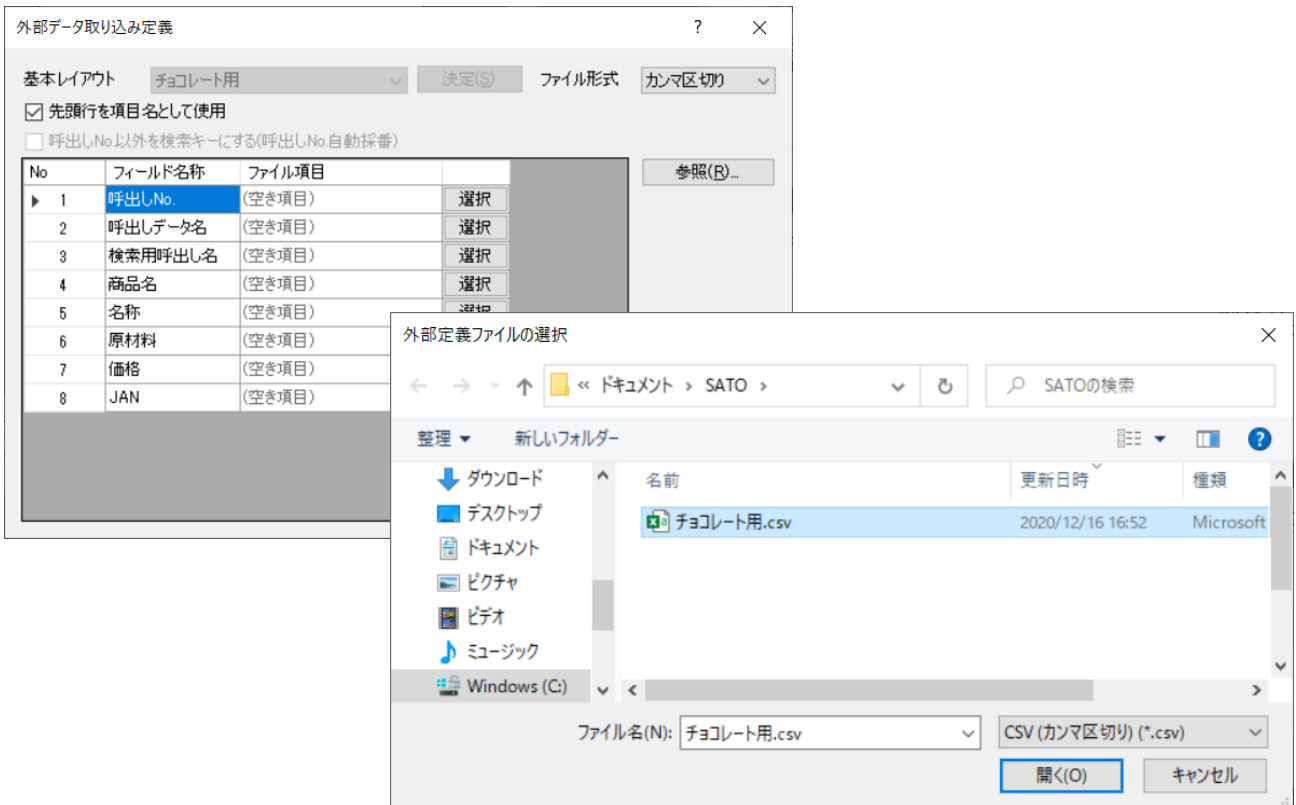 外部データ取り込み定義 ?
基本レイアウト チョコレート用 決定(S) ファイル形式 カンマ区切り
先頭行を項目名として使用
呼出しNo.以外を検索キーにする(呼出しNo.自動採番)
No フィールド名称 ファイル項目 参照(R)...
1 呼出しNo. (空き項目) 選択
2 呼出しデータ名 (空き項目) 選択
3 検索用呼出し名 (空き項目) 選択
4 商品名 (空き項目) 選択
5 名称 (空き項目) 選択
6 原材料 (空き項目)
7 価格 (空き項目)
8 JAN (空き項目)
外部定義ファイルの選択
« ドキュメント › SATO › SATOの検索
整理 新しいフォルダー ?
ダウンロード
デスクトップ
ドキュメント
ピクチャ
ビデオ
ミュージック
Windows (C:)
名前 更新日時 種類
チョコレート用.csv 2020/12/16 16:52 Microsoft
ファイル名(N): チョコレート用.csv CSV (カンマ区切り) (*.csv)
開く(O) キャンセル